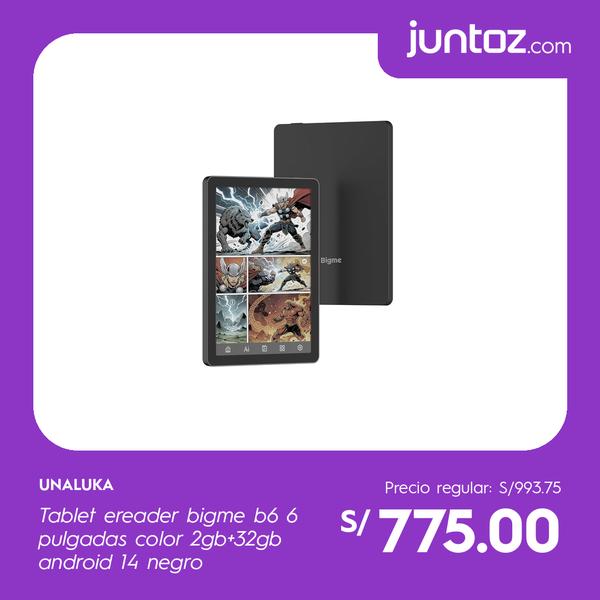 juntoz.com
Bigme
Ai
UNALUKA
Tablet ereader bigme b6 6
pulgadas color 2gb+32gb
android 14 negro
Precio regular: S/993.75
S/775.00